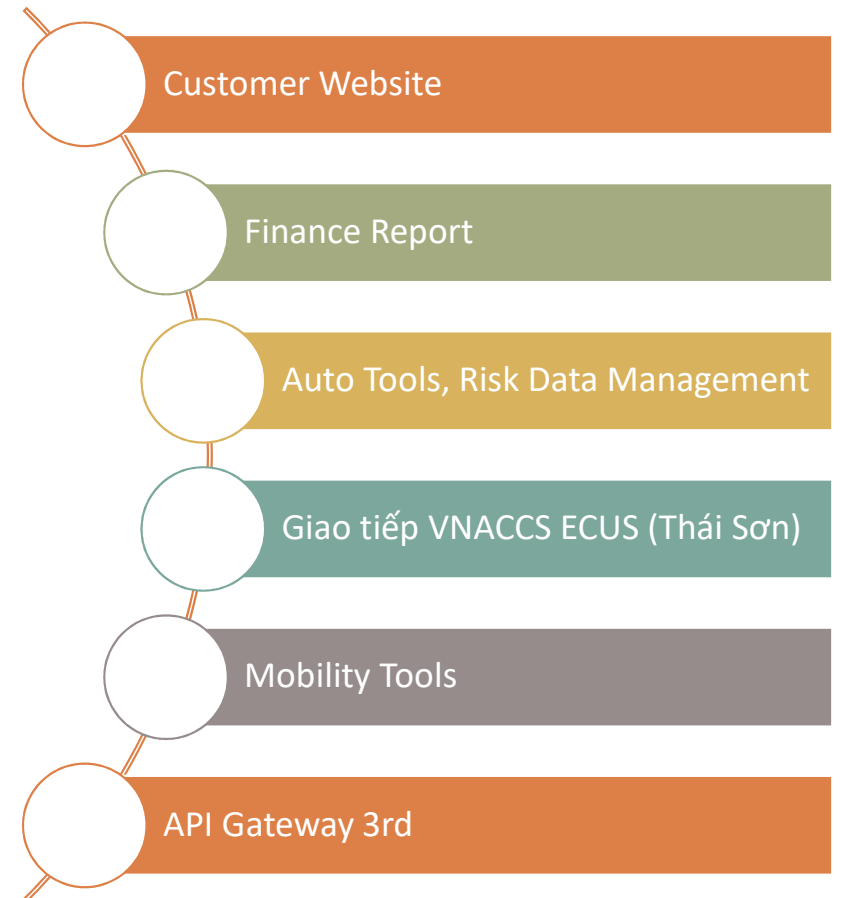 Customer Website
Finance Report
Auto Tools, Risk Data Management
Giao tiếp VNACCS ECUS (Thái Sơn)
Mobility Tools
API Gateway 3rd